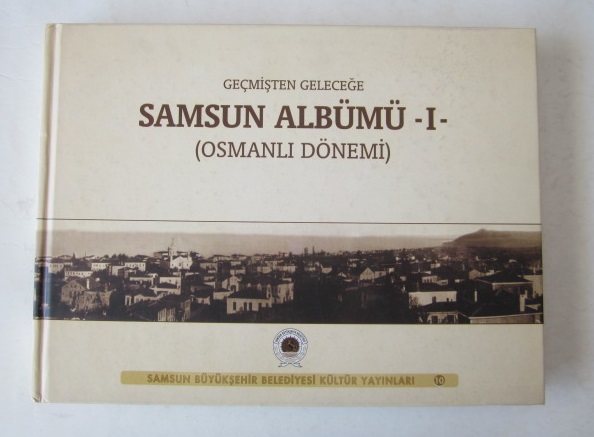 GEÇMİŞTEN GELECEĞE
SAMSUN ALBÜMÜ -I-
(OSMANLI DÖNEMİ)
SAMSUN BÜYÜKŞEHİR BELEDİYESİ KÜLTÜR YAYINLARI 10